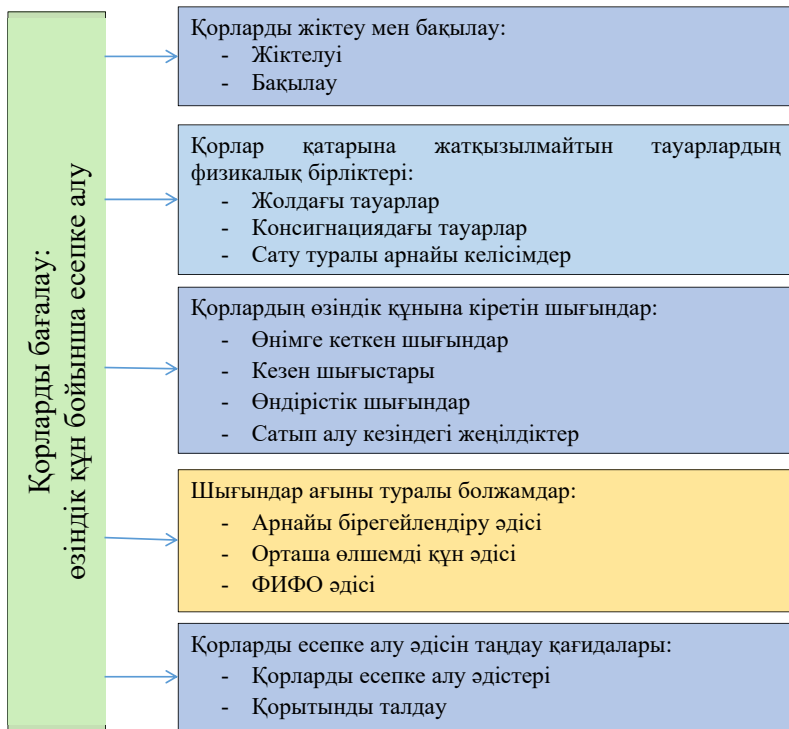 Қорларды бағалау:
өзіндік құн бойынша есепке алу
Қорларды жіктеу мен бақылау:
- Жіктелуі
- Бақылау
Қорлар қатарына жатқызылмайтын тауарлардың
физикалық бірліктері:
- Жолдағы тауарлар
- Консигнациядағы тауарлар
- Сату туралы арнайы келісімдер
Қорлардың өзіндік құнына кіретін шығындар:
- Өнімге кеткен шығындар
- Кезен шығыстары
- Өндірістік шығындар
- Сатып алу кезіндегі жеңілдіктер
Шығындар ағыны туралы болжамдар:
- Арнайы бірегейлендіру әдісі
- Орташа өлшемді құн әдісі
- ФИФО әдісі
Қорларды есепке алу әдісін таңдау қағидалары:
- Қорларды есепке алу әдістері
- Қорытынды талдау